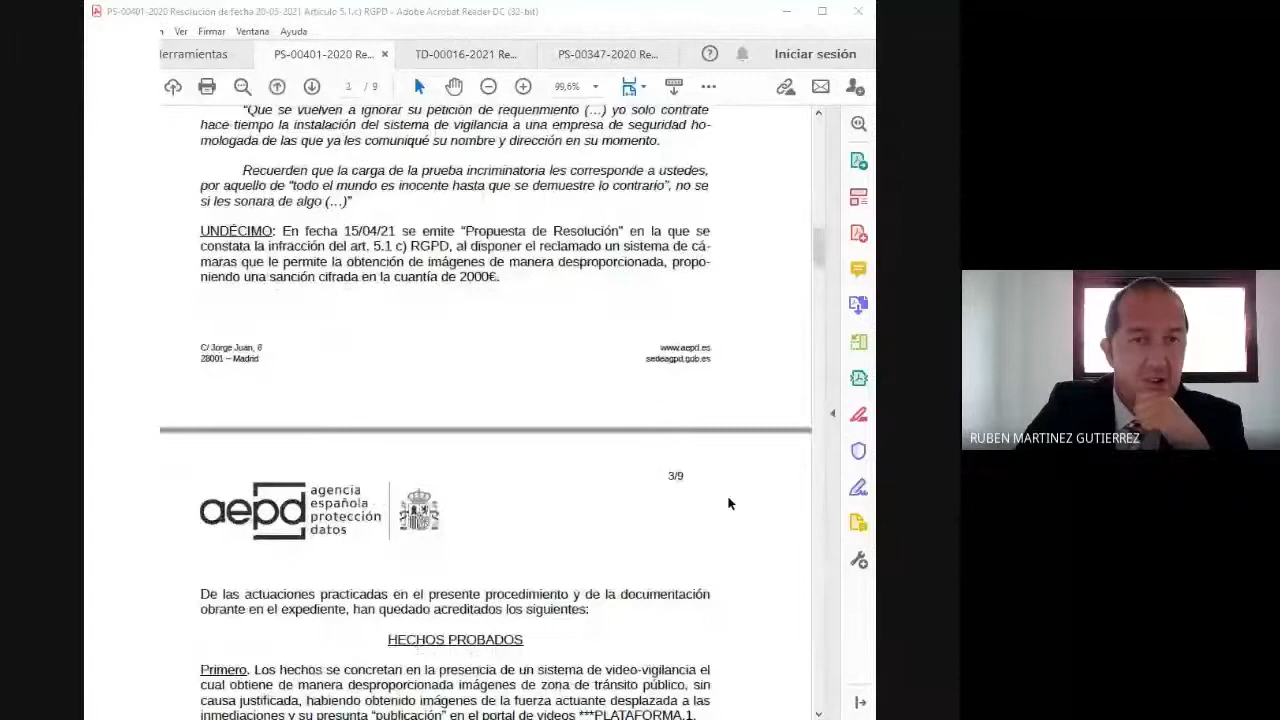 PS-00401-2020 Resolución de fecha 20-05-2021 Artículo 5.1.c) RGPD - Adobe Acrobat Reader DC (32-bit)
Ver Firmar Ventana Ayuda
erramientas PS-00401-2020 Re... × TD-00016-2021 Re... PS-00347-2020 Re... Iniciar sesión
/ 9 99,6%
“Que se vuelven a ignorar su petición de requerimiento (…) yo solo contrate
hace tiempo la instalación del sistema de vigilancia a una empresa de seguridad ho-
mologada de las que ya les comuniqué su nombre y dirección en su momento.
Recuerden que la carga de la prueba incriminatoria les corresponde a ustedes,
por aquello de “todo el mundo es inocente hasta que se demuestre lo contrario”, no se
si les sonara de algo (…)”
UNDÉCIMO: En fecha 15/04/21 se emite “Propuesta de Resolución” en la que se
constata la infracción del art. 5.1 c) RGPD, al disponer el reclamado un sistema de cá-
maras que le permite la obtención de imágenes de manera desproporcionada, propo-
niendo una sanción cifrada en la cuantía de 2000€.
C/ Jorge Juan, 6 www.aepd.es
28001 – Madrid sedeagpd.gob.es
3/9
aepd agencia
española
protección
datos
De las actuaciones practicadas en el presente procedimiento y de la documentación
obrante en el expediente, han quedado acreditados los siguientes:
HECHOS PROBADOS
Primero. Los hechos se concretan en la presencia de un sistema de video-vigilancia el
cual obtiene de manera desproporcionada imágenes de zona de tránsito público, sin
causa justificada, habiendo obtenido imágenes de la fuerza actuante desplazada a las
inmediaciones y su presunta “publicación” en el portal de videos ***PLATAFORMA.1.
RUBEN MARTINEZ GUTIERREZ